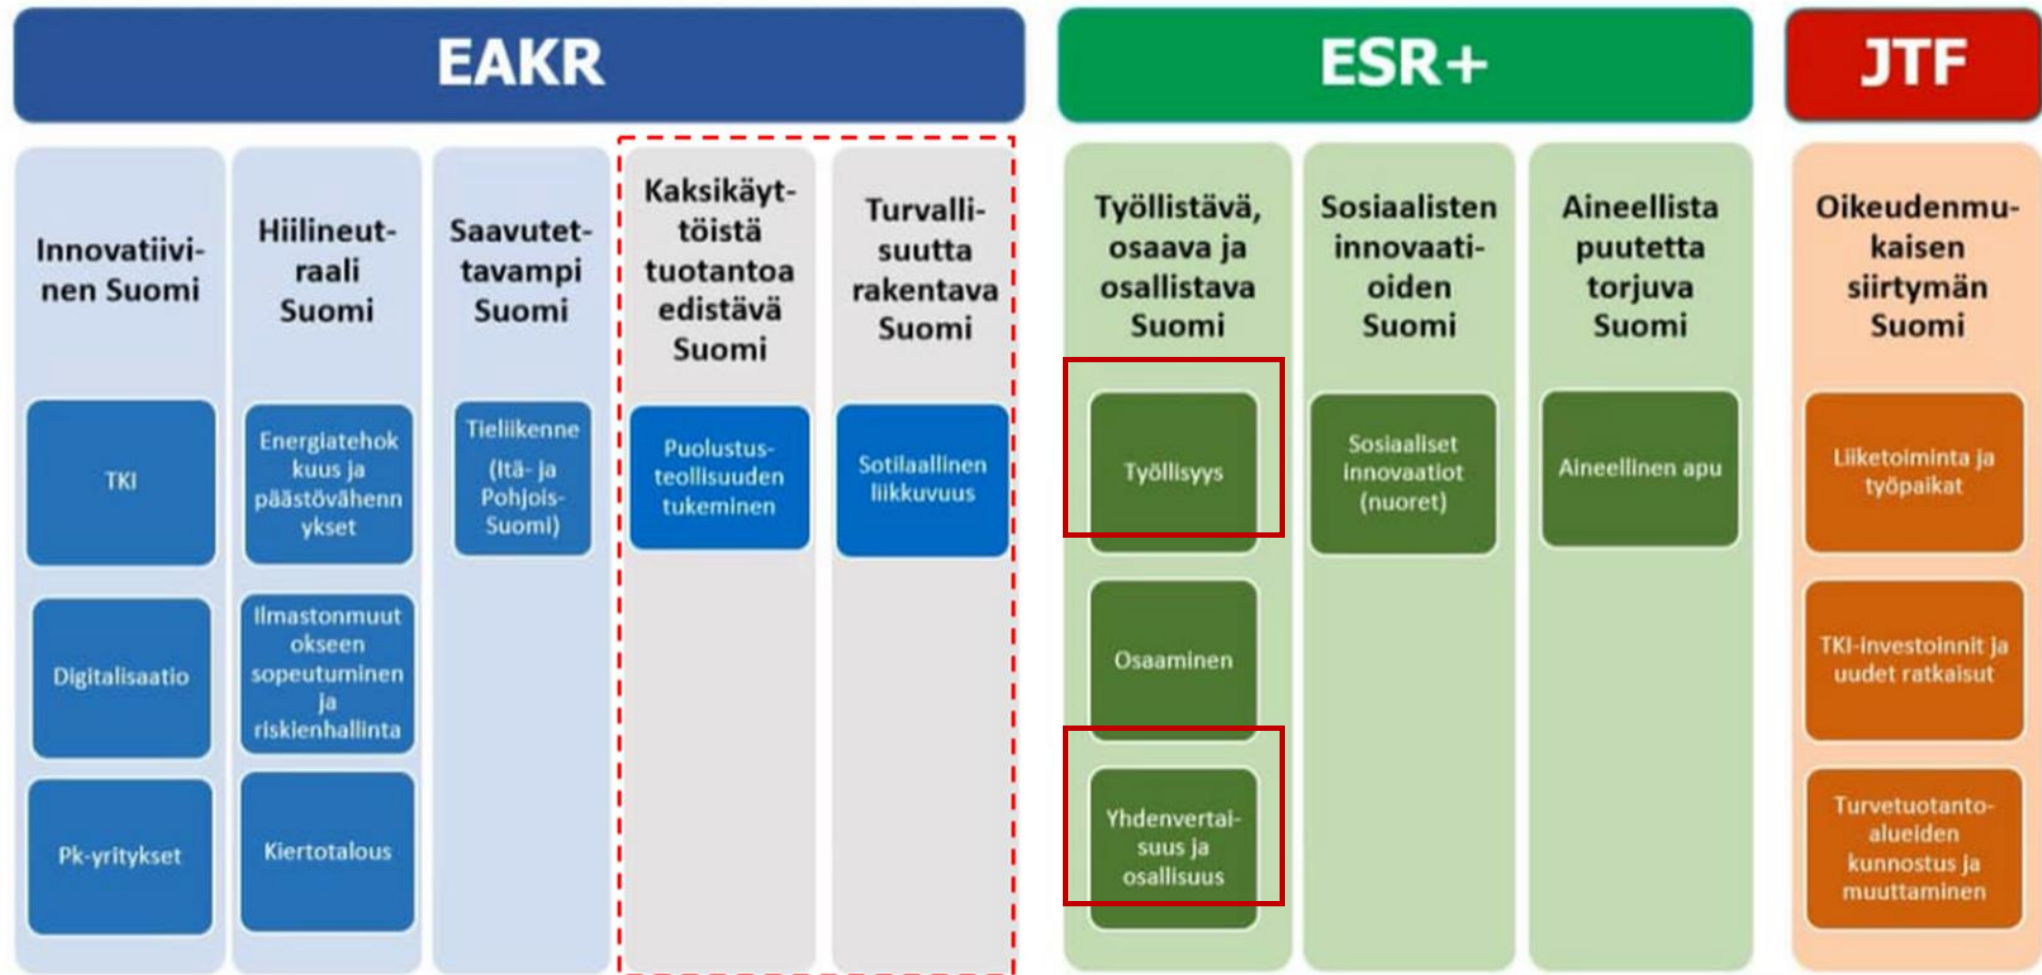 EAKR
ESR+
JTF
Innovatiivi-
nen Suomi
TKI
Digitalisaatio
Pk-yritykset
Hiilineut-
raali
Suomi
Energiatehok
kuus ja
päästövähenn
ykset
Ilmastonmuut
okseen
sopeutuminen
ja
riskienhallinta
Kiertotalous
Saavutet-
tavampi
Suomi
Tieliikenne
(Itä- ja
Pohjois-
Suomi)
Kaksikäyt-
töistä
tuotantoa
edistävä
Suomi
Puolustus-
teollisuuden
tukeminen
Turvalli-
suutta
rakentava
Suomi
Sotilaallinen
liikkuvuus
Työllistävä,
osaava ja
osallistava
Suomi
Työllisyys
Osaaminen
Yhdenvertai-
suus ja
osallisuus
Sosiaalisten
innovaati-
oiden
Suomi
Sosiaaliset
innovaatiot
(nuoret)
Aineellista
puutetta
torjuva
Suomi
Aineellinen apu
Oikeudenmu-
kaisen
siirtymän
Suomi
Liiketoiminta ja
työpaikat
TKI-investoinnit ja
uudet ratkaisut
Turvetuotanto-
alueiden
kunnostus ja
muuttaminen